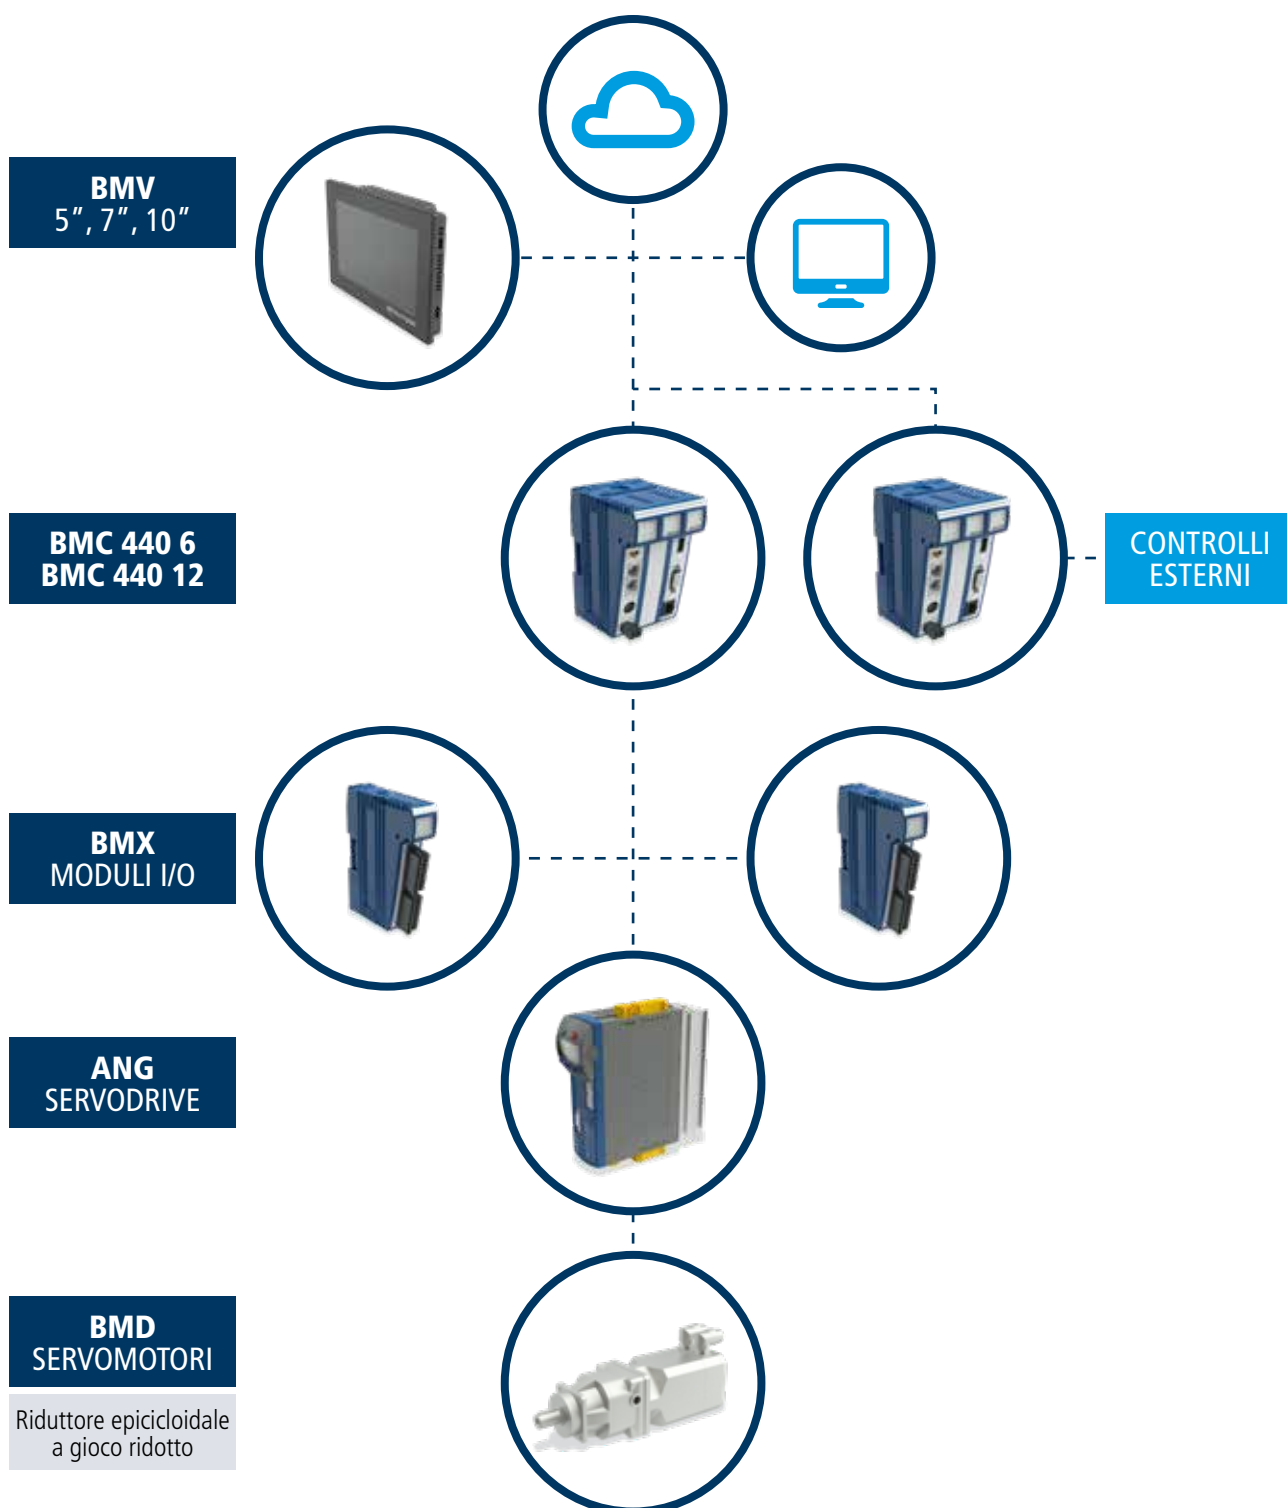 BMV
5”, 7”, 10”
BMC 440 6
BMC 440 12
CONTROLLI
ESTERNI
BMX
MODULI I/O
ANG
SERVODRIVE
BMD
SERVOMOTORI
Riduttore epicicloidale
a gioco ridotto